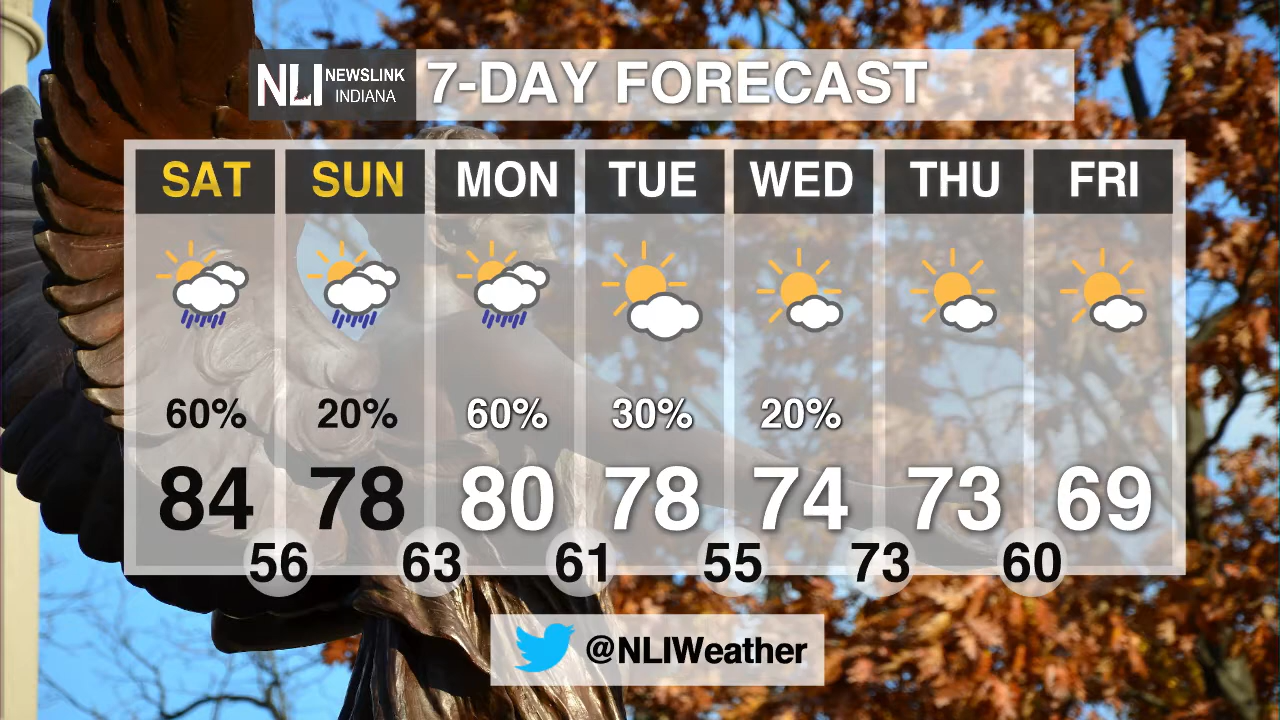 NLI NEWSLINK INDIANA 7-DAY FORECAST
SAT SUN MON TUE WED THU FRI
60% 20% 60% 30% 20%
84 78 80 78 74 73 69
56 63 61 55 73 60
@NLIWeather